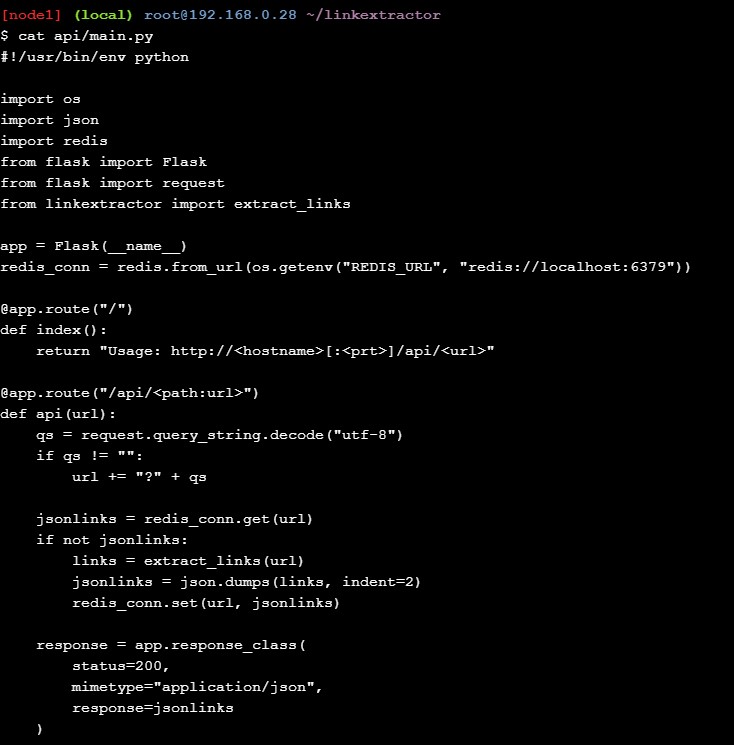 [node1] (local) root@192.168.0.28 ~/linkextractor
$ cat api/main.py
#!/usr/bin/env python

import os
import json
import redis
from flask import Flask
from flask import request
from linkextractor import extract_links

app = Flask(__name__)
redis_conn = redis.from_url(os.getenv("REDIS_URL", "redis://localhost:6379"))

@app.route("/")
def index():
    return "Usage: http://<hostname>[:<prt>]/api/<url>"

@app.route("/api/<path:url>")
def api(url):
    qs = request.query_string.decode("utf-8")
    if qs != "":
        url += "?" + qs

    jsonlinks = redis_conn.get(url)
    if not jsonlinks:
        links = extract_links(url)
        jsonlinks = json.dumps(links, indent=2)
        redis_conn.set(url, jsonlinks)

    response = app.response_class(
        status=200,
        mimetype="application/json",
        response=jsonlinks
    )